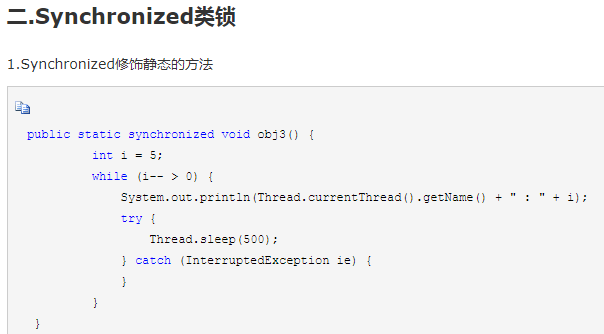 二.Synchronized类锁
1.Synchronized修饰静态的方法
public static synchronized void obj3() {
int i = 5;
while (i-- > 0) {
System.out.println(Thread.currentThread().getName() + " : " + i);
try {
Thread.sleep(500);
} catch (InterruptedException ie) {
}
}
}